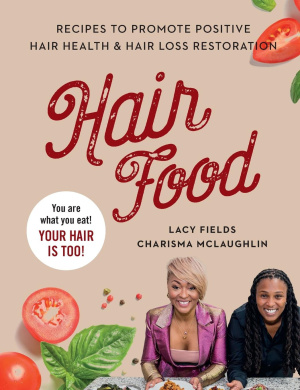 RECIPES TO PROMOTE POSITIVE
HAIR HEALTH & HAIR LOSS RESTORATION
Hair
Food
You are
what you eat!
YOUR HAIR
IS TOO!
LACY FIELDS
CHARISMA MCLAUGHLIN